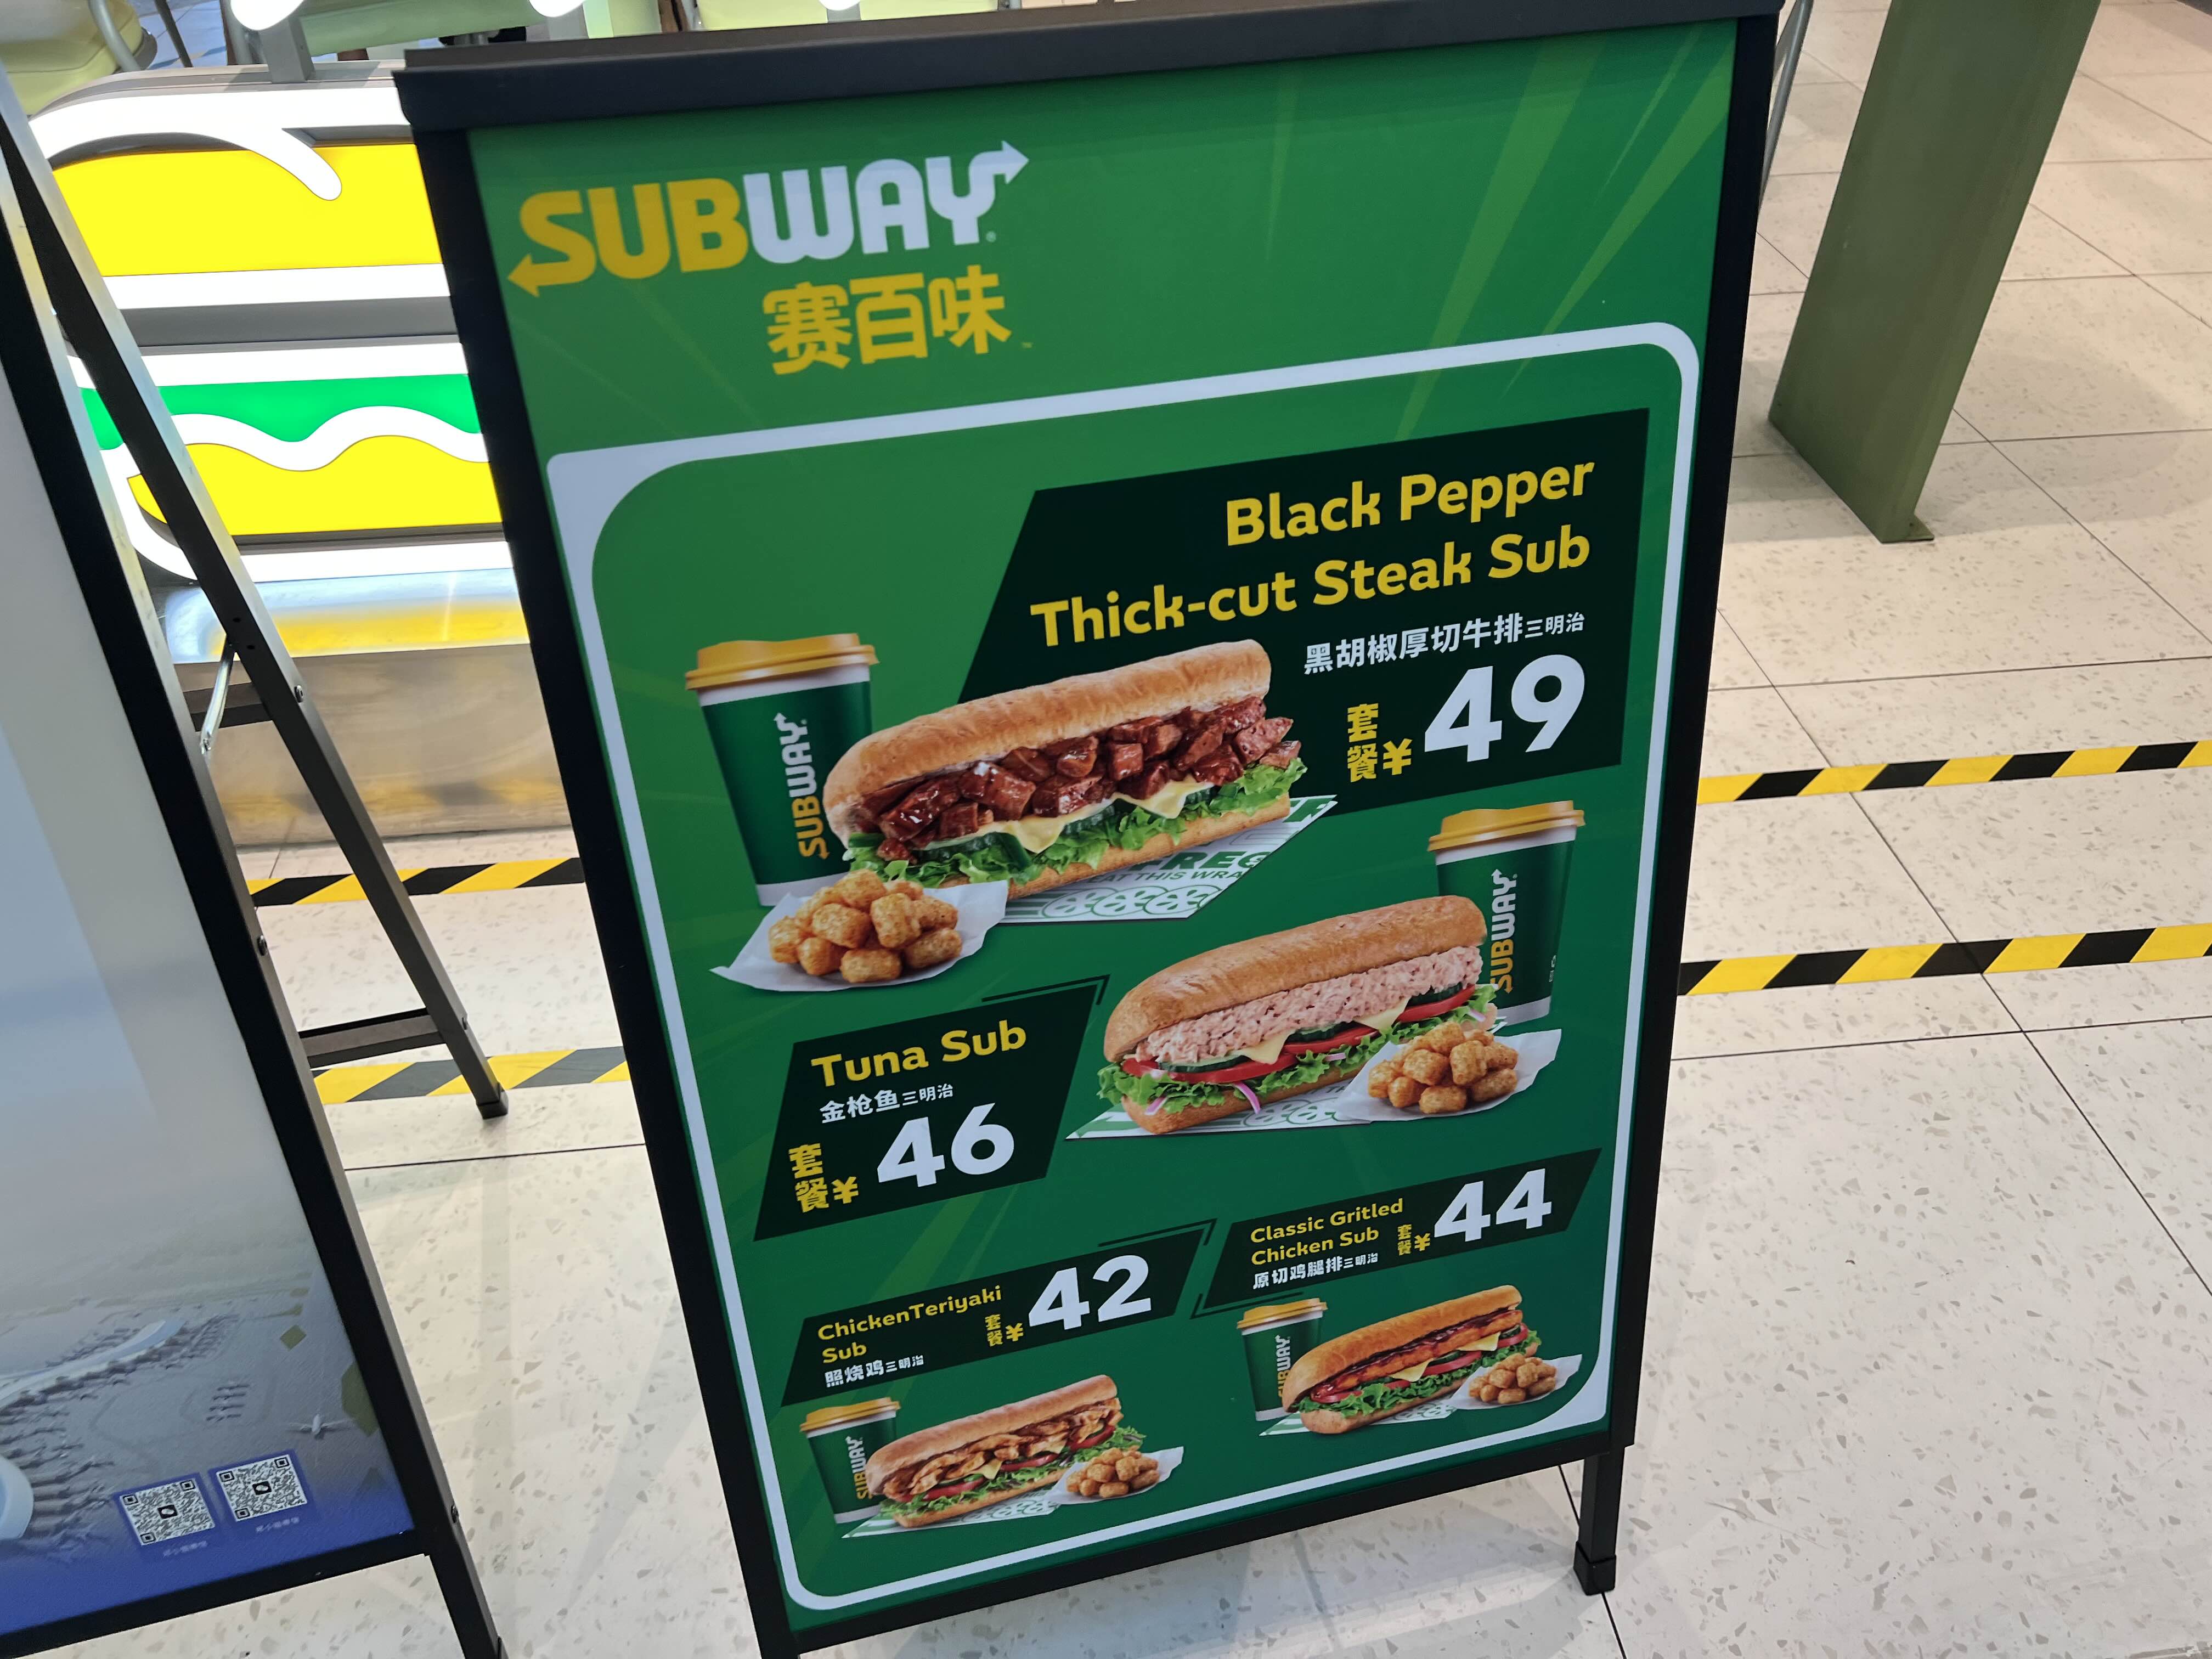 SUBWAY
赛百味
Black Pepper
Thick-cut Steak Sub
黑胡椒厚切牛排三明治
套餐¥ 49
SUBWAY
SUBWAY
Tuna Sub
金枪鱼三明治
套餐¥ 46
Classic Gritled
Chicken Sub
原切鸡腿排三明治
套餐¥ 44
ChickenTeriyaki
Sub
照烧鸡三明治
套餐¥ 42
SUBWAY
SUBWAY